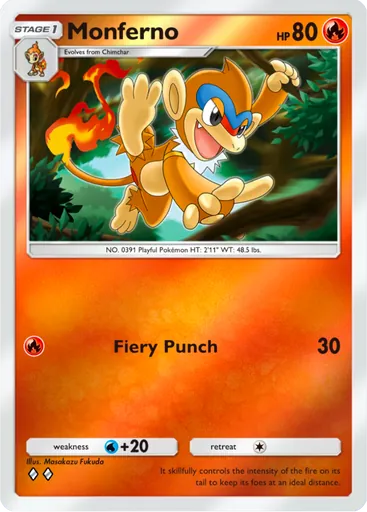 STAGE 1
Monferno
HP 80
Evolves from Chimchar
NO. 0391 Playful Pokémon HT: 2'11" WT: 48.5 lbs.
Fiery Punch 30
weakness +20
retreat
Illus. Masakazu Fukuda
It skillfully controls the intensity of the fire on its
tail to keep its foes at an ideal distance.